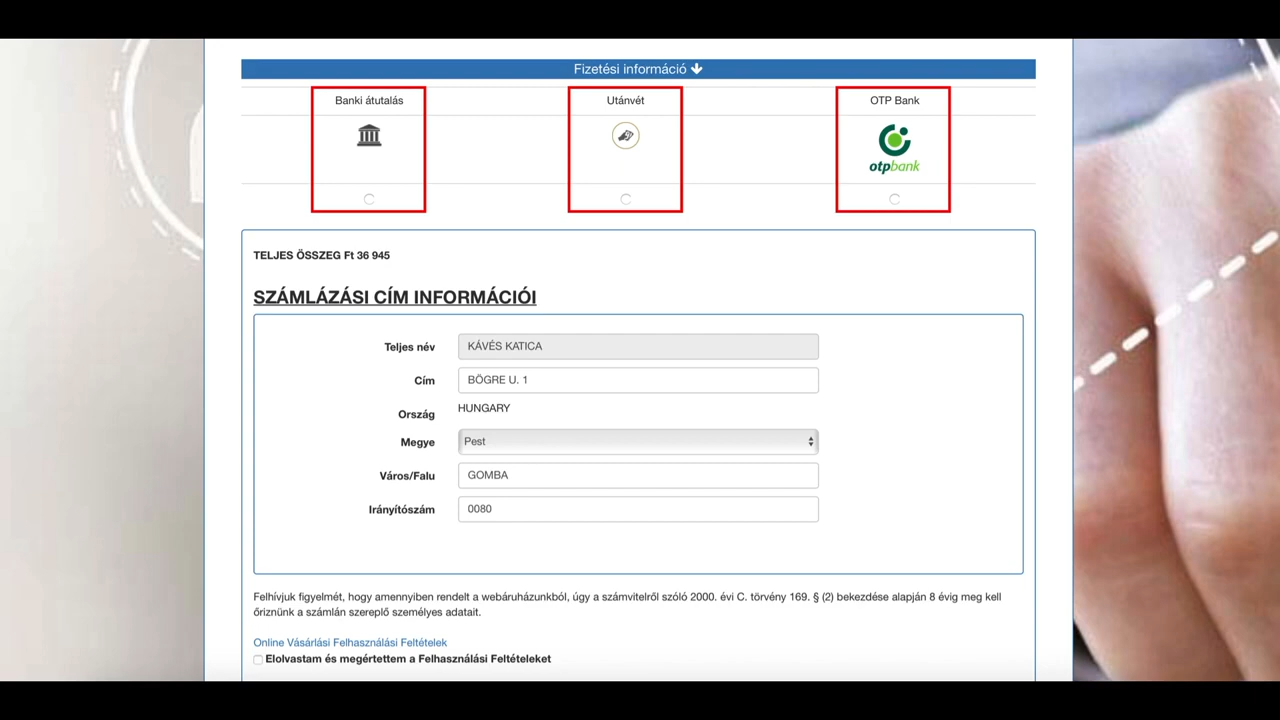 Fizetési információ
Banki átutalás Utánvét OTP Bank
otpbank
TELJES ÖSSZEG Ft 36 945
SZÁMLÁZÁSI CÍM INFORMÁCIÓI
Teljes név KÁVÉS KATICA
Cím BÖGRE U. 1
Ország HUNGARY
Megye Pest
Város/Falu GOMBA
Irányítószám 0080
Felhívjuk figyelmét, hogy amennyiben rendelt a webáruházunkból, úgy a számvitelről szóló 2000. évi C. törvény 169. § (2) bekezdése alapján 8 évig meg kell
őriznünk a számlán szereplő személyes adatait.
Online Vásárlási Felhasználási Feltételek
Elolvastam és megértettem a Felhasználási Feltételeket